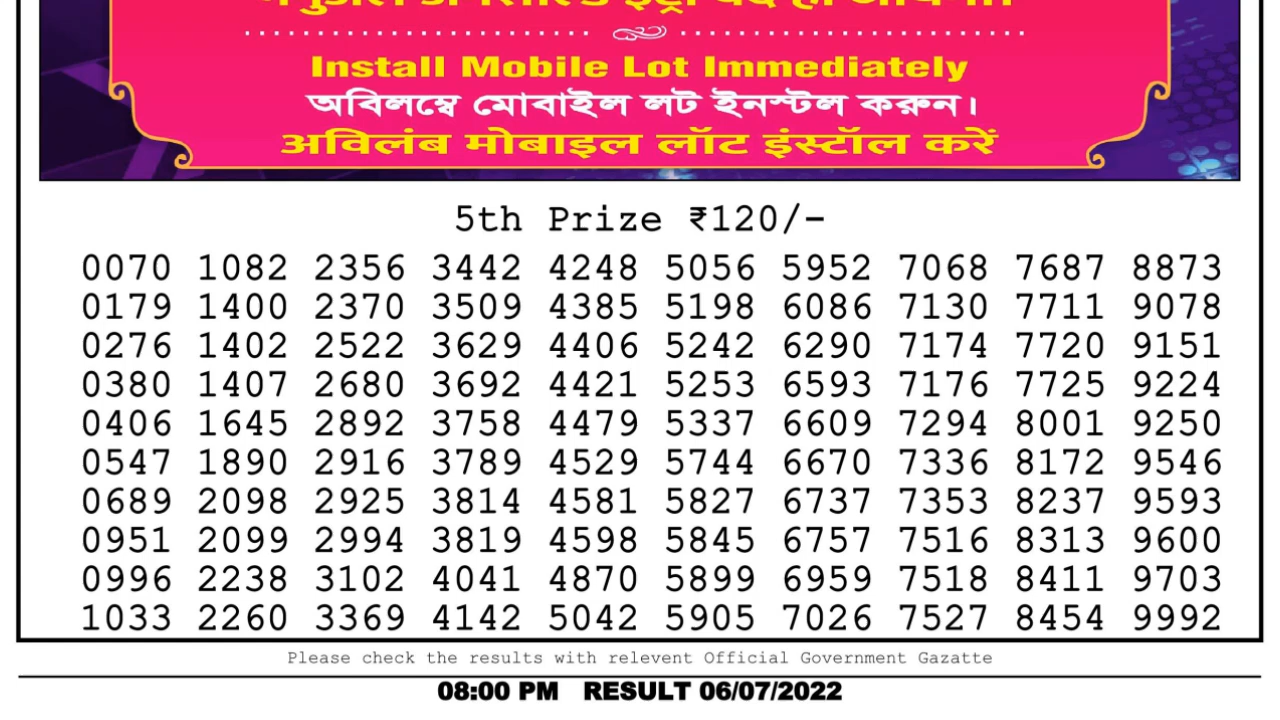 Install Mobile Lot Immediately
অবিলম্বে মোবাইল লট ইনস্টল করুন।
अविलंब मोबाइल लॉट इंस्टॉल करें
5th Prize ₹120/-
0070 1082 2356 3442 4248 5056 5952 7068 7687 8873
0179 1400 2370 3509 4385 5198 6086 7130 7711 9078
0276 1402 2522 3629 4406 5242 6290 7174 7720 9151
0380 1407 2680 3692 4421 5253 6593 7176 7725 9224
0406 1645 2892 3758 4479 5337 6609 7294 8001 9250
0547 1890 2916 3789 4529 5744 6670 7336 8172 9546
0689 2098 2925 3814 4581 5827 6737 7353 8237 9593
0951 2099 2994 3819 4598 5845 6757 7516 8313 9600
0996 2238 3102 4041 4870 5899 6959 7518 8411 9703
1033 2260 3369 4142 5042 5905 7026 7527 8454 9992
Please check the results with relevent Official Government Gazatte
08:00 PM RESULT 06/07/2022